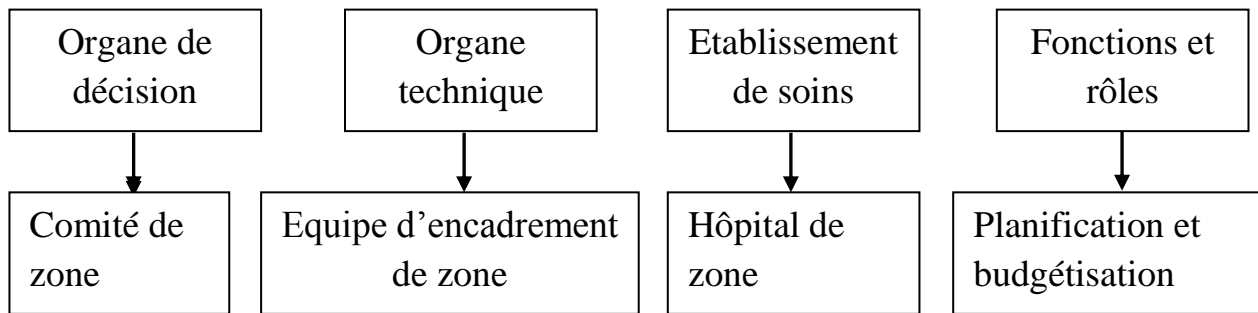 Organe de
décision
Organe
technique
Etablissement
de soins
Fonctions et
rôles
Comité de
zone
Equipe d'encadrement
de zone
Hôpital de
zone
Planification et
budgétisation